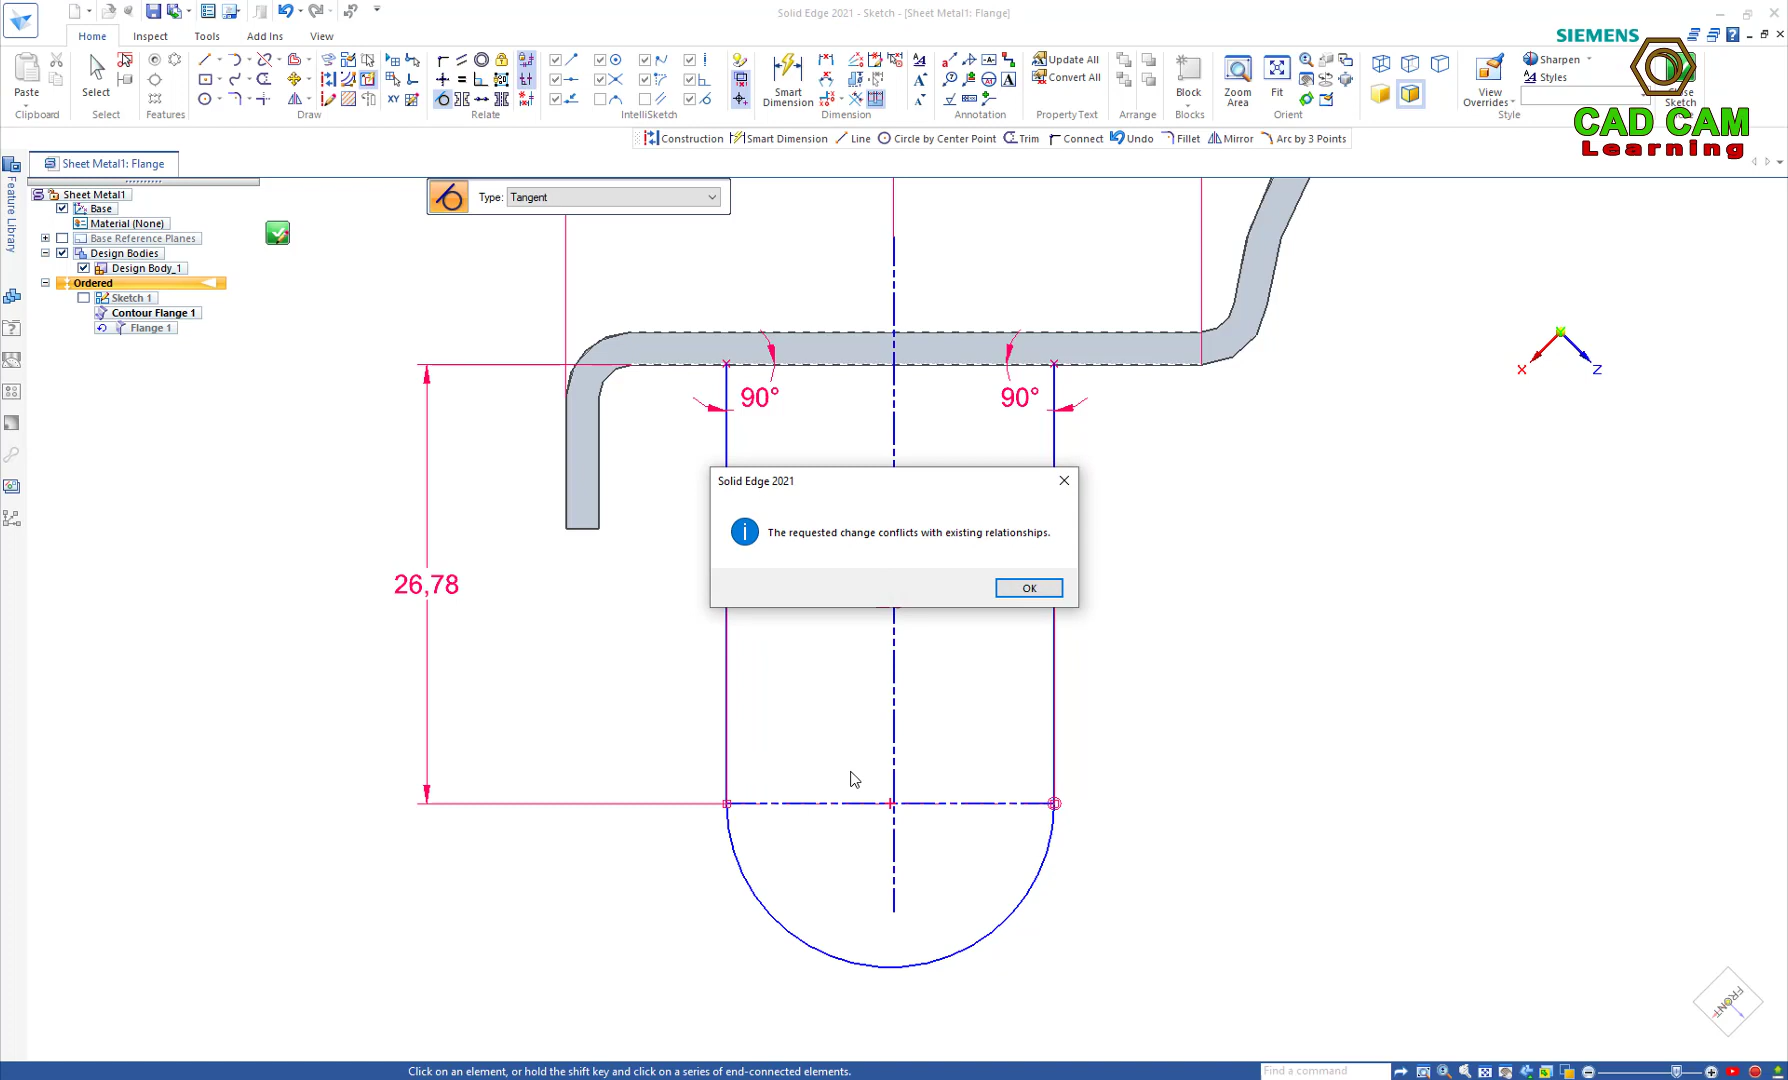 Solid Edge 2021 - Sketch - [Sheet Metal1: Flange]
Home
Inspect
Tools
Add Ins
View
SIEMENS
Paste
Select
Smart
Dimension
Update All
Convert All
Block
Zoom
Area
Fit
View
Overrides
Sharpen
Styles
Close
Sketch
Clipboard
Select
Features
Draw
Relate
IntelliSketch
Dimension
Annotation
Property Text
Arrange
Blocks
Orient
Style
CAD CAM
Learning
Construction
Smart Dimension
Line
Circle by Center Point
Trim
Connect
Undo
Fillet
Mirror
Arc by 3 Points
Sheet Metal1: Flange
Feature Library
Sheet Metal1
Base
Material (None)
Base Reference Planes
Design Bodies
Design Body_1
Ordered
Sketch 1
Contour Flange 1
Flange 1
Type:
Tangent
90°
90°
X
Z
Solid Edge 2021
The requested change conflicts with existing relationships.
OK
26,78
FRONT
Click on an element, or hold the shift key and click on a series of end-connected elements.
Find a command